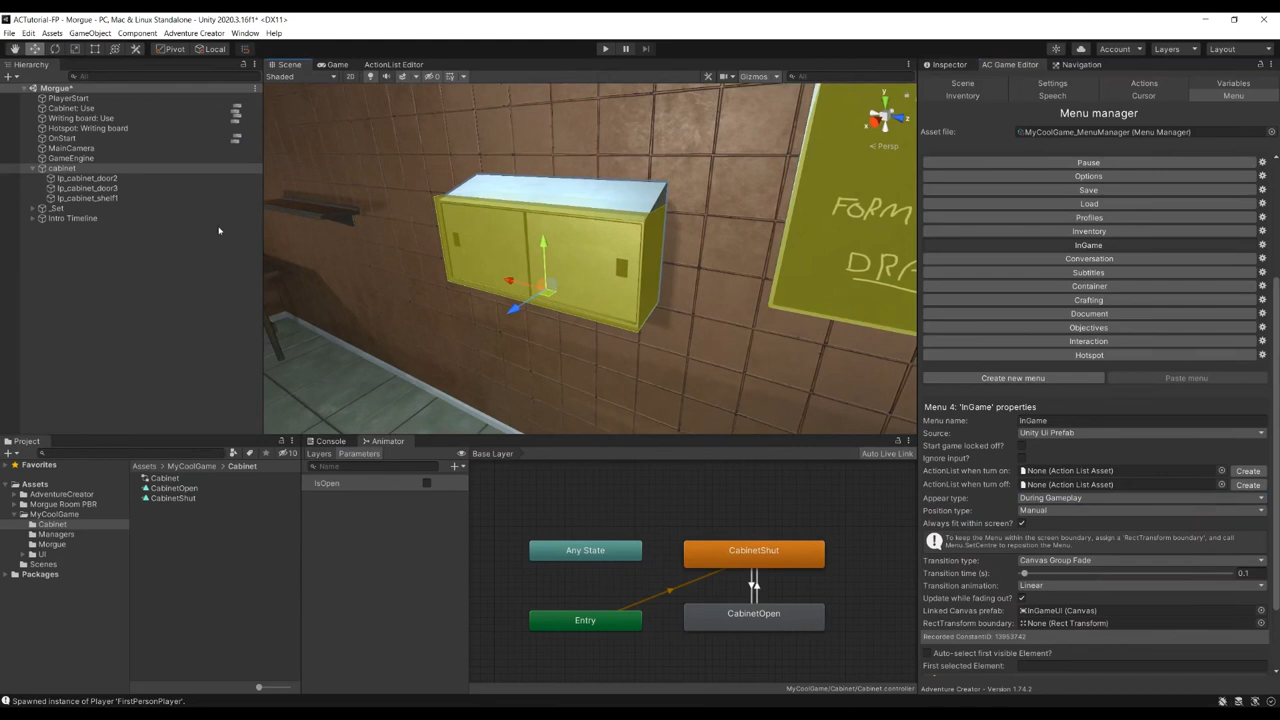 ACTutorial-FP - Morgue - PC, Mac & Linux Standalone - Unity 2020.3.16f1* <DX11>
File Edit Assets GameObject Component Adventure Creator Window Help
Pivot Local Account Layers Layout
Hierarchy Scene Game ActionList Editor Inspector AC Game Editor Navigation
All
Shaded 2D 0 Gizmos All
Scene Settings Actions Variables
Inventory Speech Cursor Menu
Morgue*
PlayerStart
Cabinet: Use
Writing board: Use
Hotspot: Writing board
OnStart
MainCamera
GameEngine
cabinet
lp_cabinet_door2
lp_cabinet_door3
lp_cabinet_shelf1
_Set
Intro Timeline
y
x z
Persp
FORM
DRA
Menu manager
Asset file: MyCoolGame_MenuManager (Menu Manager)
Pause
Options
Save
Load
Profiles
Inventory
InGame
Conversation
Subtitles
Container
Crafting
Document
Objectives
Interaction
Hotspot
Create new menu Paste menu
Menu 4: 'InGame' properties
Menu name: InGame
Source: Unity Ui Prefab
Start game locked off?
Ignore input?
ActionList when turn on: None (Action List Asset) Create
ActionList when turn off: None (Action List Asset) Create
Appear type: During Gameplay
Position type: Manual
Always fit within screen?
To keep the Menu within the screen boundary, assign a 'RectTransform boundary', and call
Menu.SetCentre to reposition the Menu.
Transition type: Canvas Group Fade
Transition time (s): 0.1
Transition animation: Linear
Update while fading out?
Linked Canvas prefab: InGameUI (Canvas)
RectTransform boundary: None (Rect Transform)
Recorded ConstantID: 13853742
Auto-select first visible Element?
First selected Element:
Adventure Creator - Version 1.74.2
Project
10
Favorites
Assets
AdventureCreator
Morgue Room PBR
MyCoolGame
Cabinet
Managers
Morgue
UI
Scenes
Packages
Assets > MyCoolGame > Cabinet
Cabinet
CabinetOpen
CabinetShut
Console Animator
Layers Parameters Base Layer Auto Live Link
Name
IsOpen
Any State
CabinetShut
Entry
CabinetOpen
MyCoolGame/Cabinet/Cabinet.controller
Spawned instance of Player 'FirstPersonPlayer'.